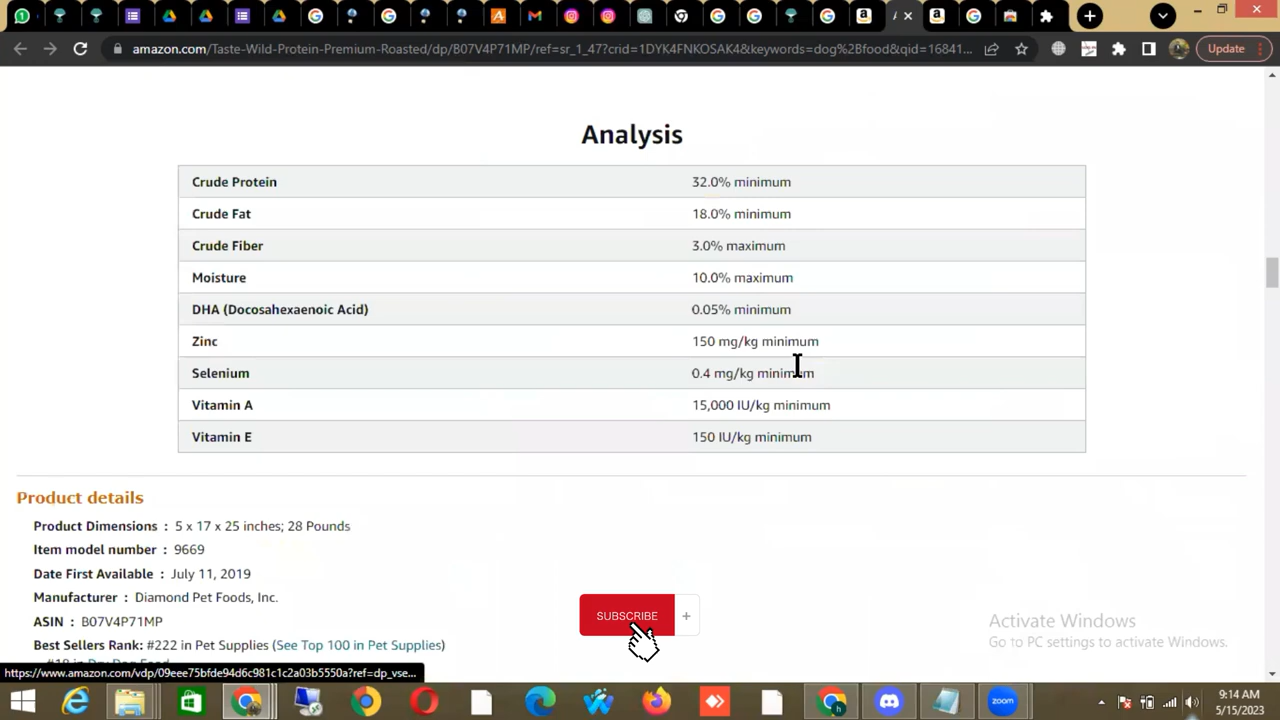 amazon.com/Taste-Wild-Protein-Premium-Roasted/dp/B07V4P71MP/ref=sr_1_47?crid=1DYK4FNKOSAK4&keywords=dog%2Bfood&qid=16841...
Update
Analysis
Crude Protein 32.0% minimum
Crude Fat 18.0% minimum
Crude Fiber 3.0% maximum
Moisture 10.0% maximum
DHA (Docosahexaenoic Acid) 0.05% minimum
Zinc 150 mg/kg minimum
Selenium 0.4 mg/kg minimum
Vitamin A 15,000 IU/kg minimum
Vitamin E 150 IU/kg minimum
Product details
Product Dimensions : 5 x 17 x 25 inches; 28 Pounds
Item model number : 9669
Date First Available : July 11, 2019
Manufacturer : Diamond Pet Foods, Inc.
ASIN : B07V4P71MP
Best Sellers Rank: #222 in Pet Supplies (See Top 100 in Pet Supplies)
SUBSCRIBE +
Activate Windows
Go to PC settings to activate Windows.
https://www.amazon.com/vdp/09eee75bfde94d6c981c1c2a03b5550a?ref=dp_vse...
zoom
9:14 AM
5/15/2023